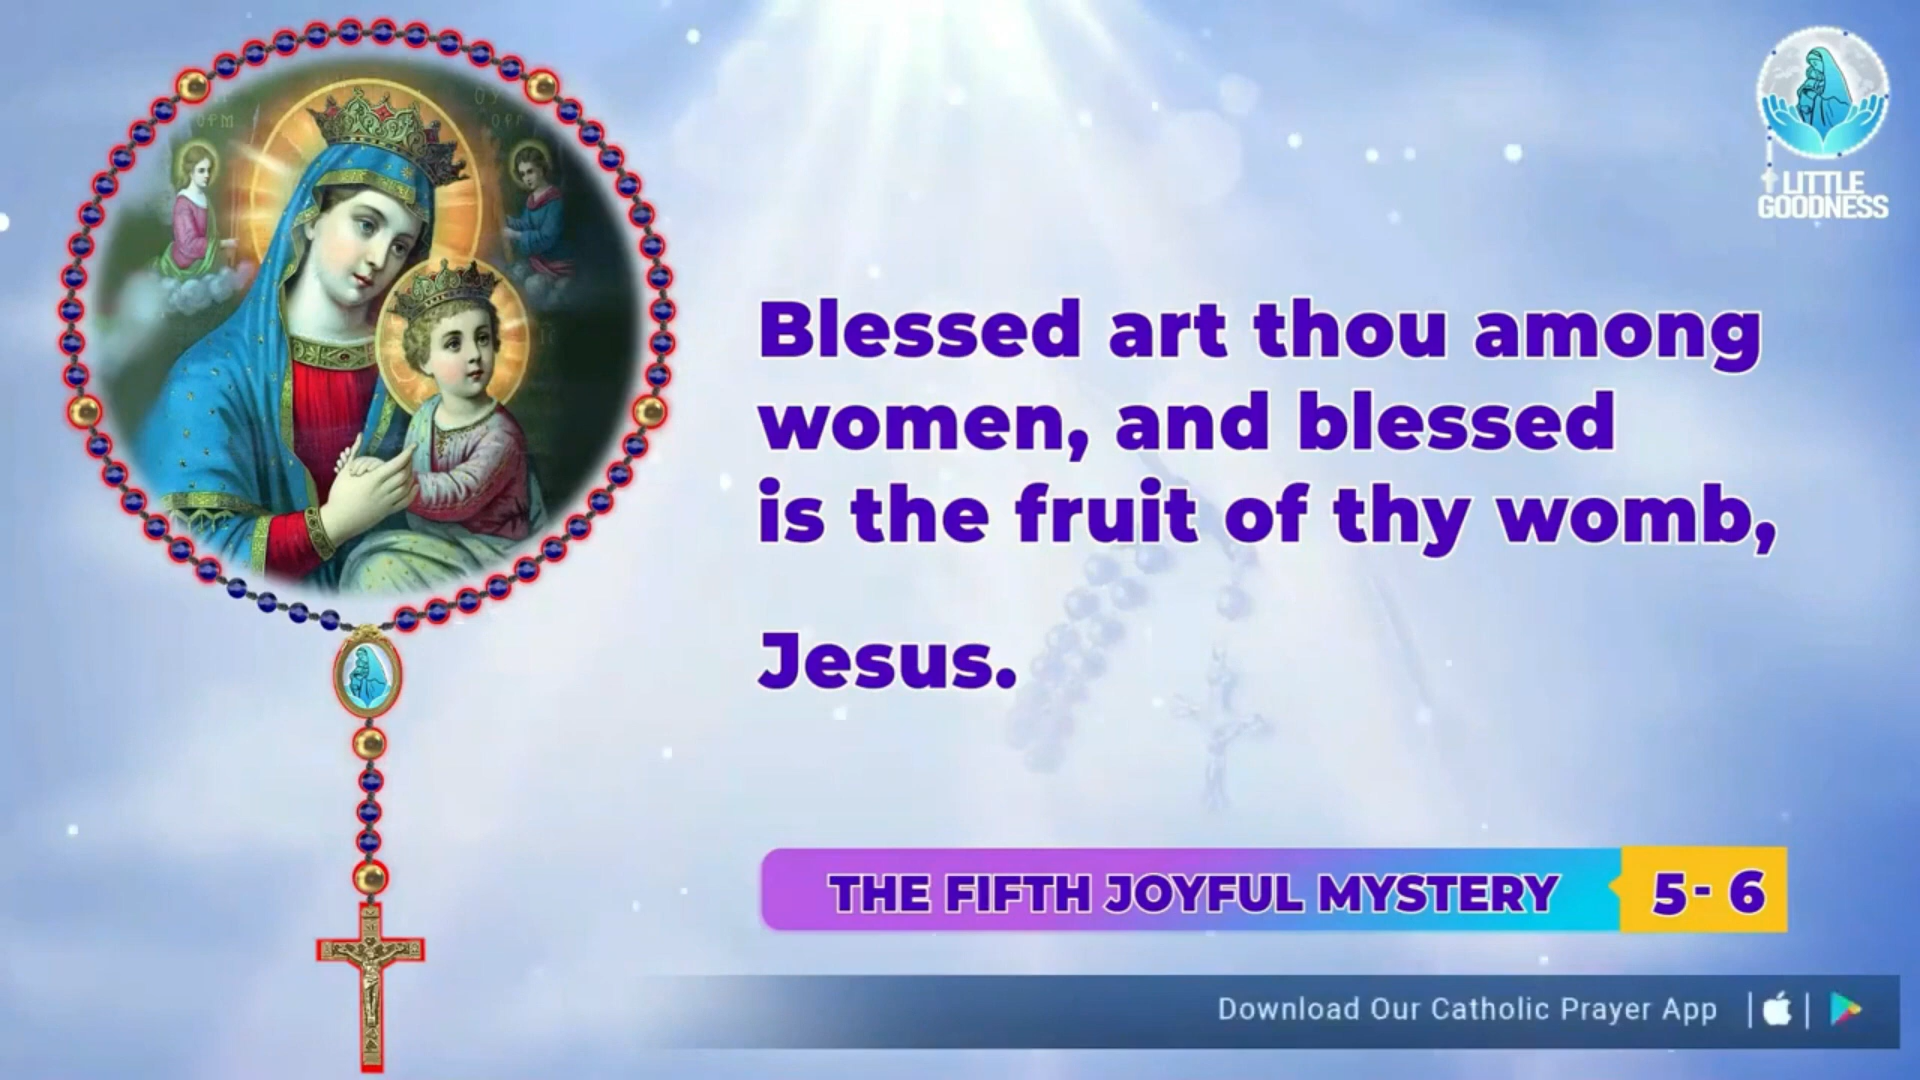 LITTLE
GOODNESS
Blessed art thou among
women, and blessed
is the fruit of thy womb,
Jesus.
THE FIFTH JOYFUL MYSTERY 5- 6
Download Our Catholic Prayer App